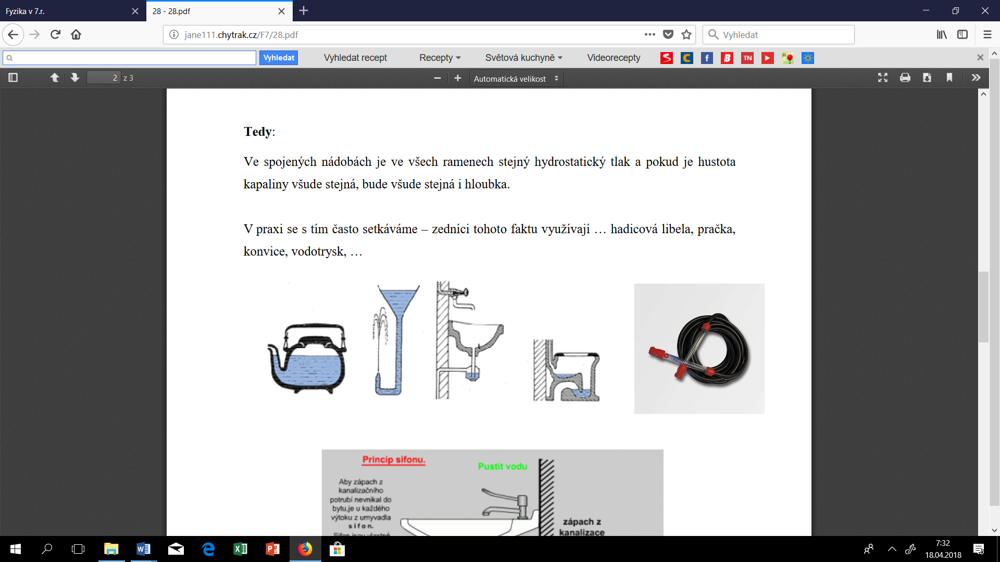 Fyzika v 7.r.
28 - 28.pdf
jane111.chytrak.cz/F7/28.pdf
Vyhledat
Vyhledat
Vyhledat recept
Recepty
Světová kuchyně
Videorecepty
TN
2 z 3
Automatická velikost
Tedy:
Ve spojených nádobách je ve všech ramenech stejný hydrostatický tlak a pokud je hustota
kapaliny všude stejná, bude všude stejná i hloubka.
V praxi se s tím často setkáváme – zedníci tohoto faktu využívají … hadicová libela, pračka,
konvice, vodotrysk, …
Princip sifonu.
Pustit vodu
Aby zápach z
kanalizačního
potrubí nevnikal do
bytu,je u každého
výtoku z umyvadla
sifon.
Sifon jsou vlastně
zápach z
kanalizace
7:32
18.04.2018